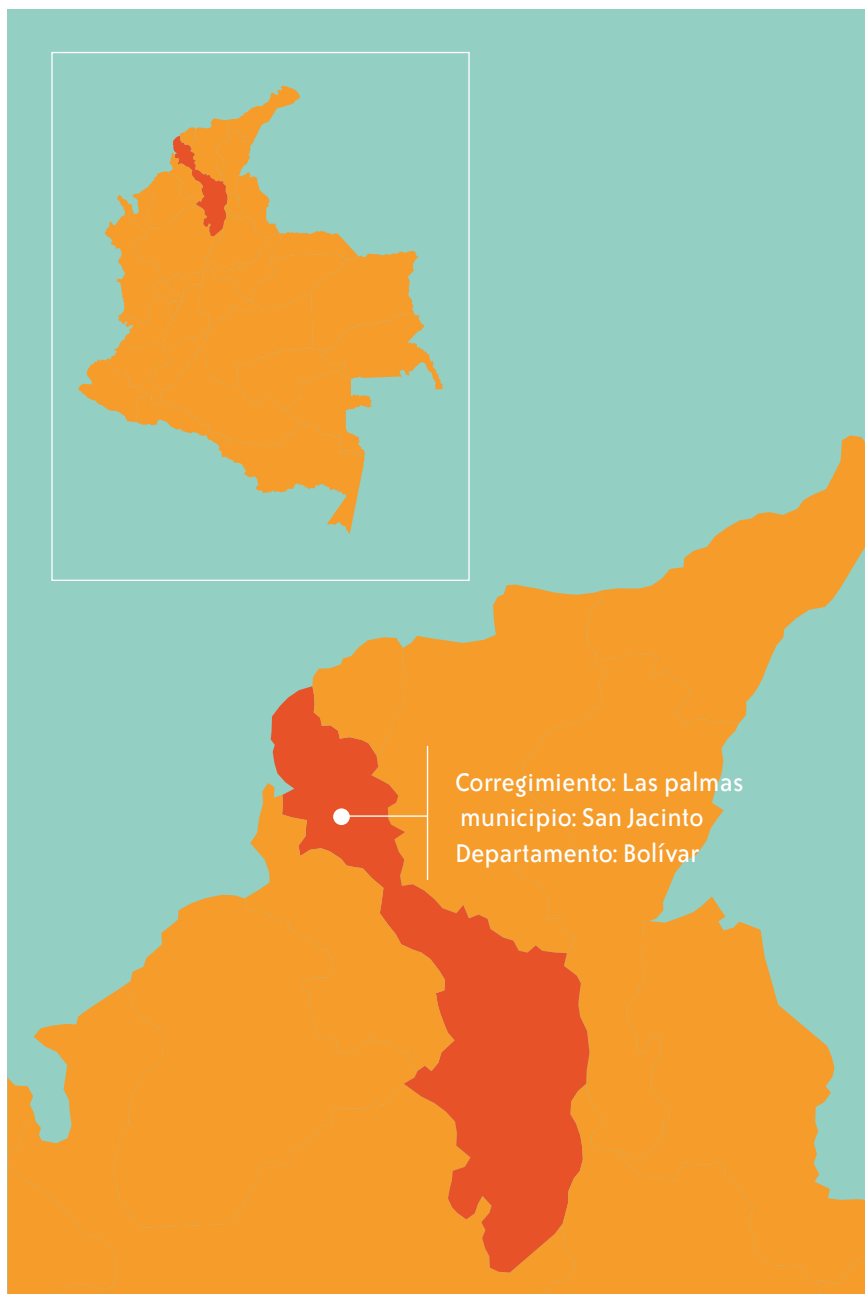 Corregimiento: Las palmas
municipio: San Jacinto
Departamento: Bolívar